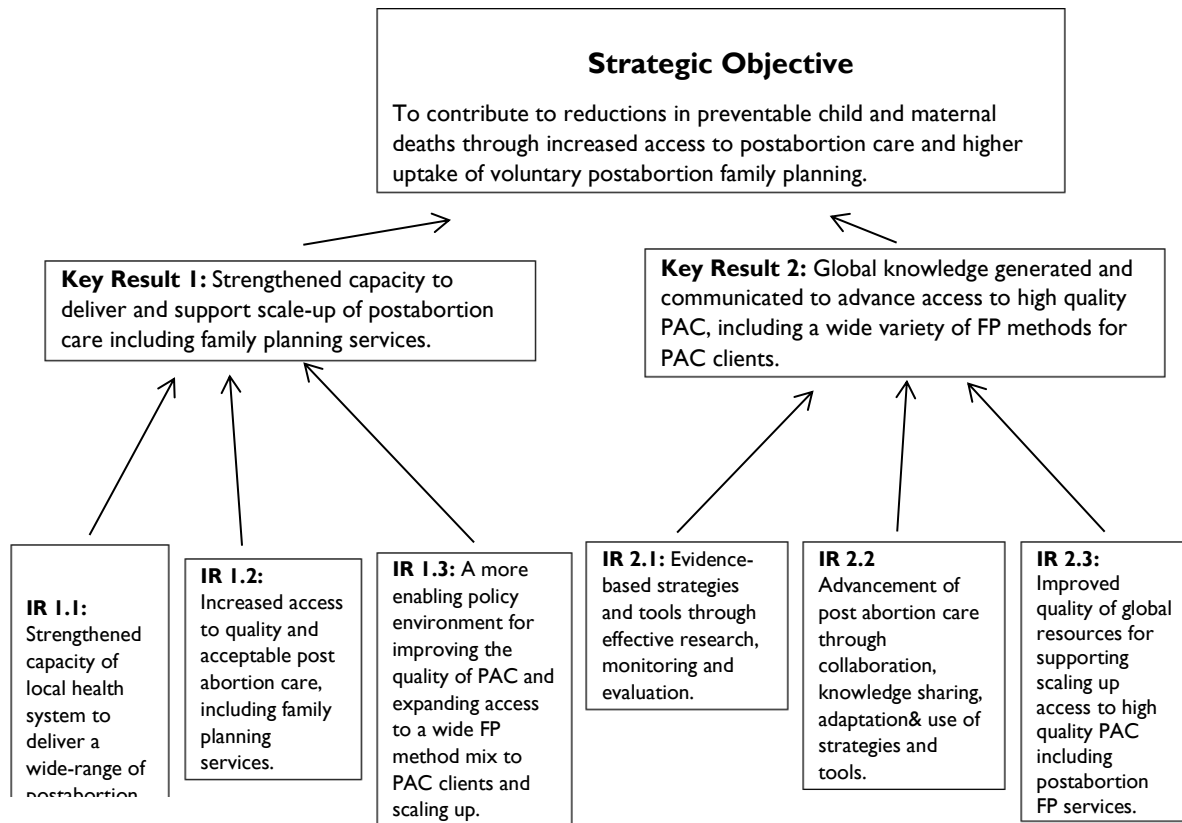 Strategic Objective
To contribute to reductions in preventable child and maternal
deaths through increased access to postabortion care and higher
uptake of voluntary postabortion family planning.
Key Result 1: Strengthened capacity to
deliver and support scale-up of postabortion
care including family planning services.
Key Result 2: Global knowledge generated and
communicated to advance access to high quality
PAC, including a wide variety of FP methods for
PAC clients.
IR 1.1:
Strengthened
capacity of
local health
system to
deliver a
wide-range of
postabortion
IR 1.2:
Increased access
to quality and
acceptable post
abortion care,
including family
planning
services.
IR 1.3: A more
enabling policy
environment for
improving the
quality of PAC and
expanding access
to a wide FP
method mix to
PAC clients and
scaling up.
IR 2.1: Evidence-
based strategies
and tools through
effective research,
monitoring and
evaluation.
IR 2.2
Advancement of
post abortion care
through
collaboration,
knowledge sharing,
adaptation& use of
strategies and
tools.
IR 2.3:
Improved
quality of global
resources for
supporting
scaling up
access to high
quality PAC
including
postabortion
FP services.